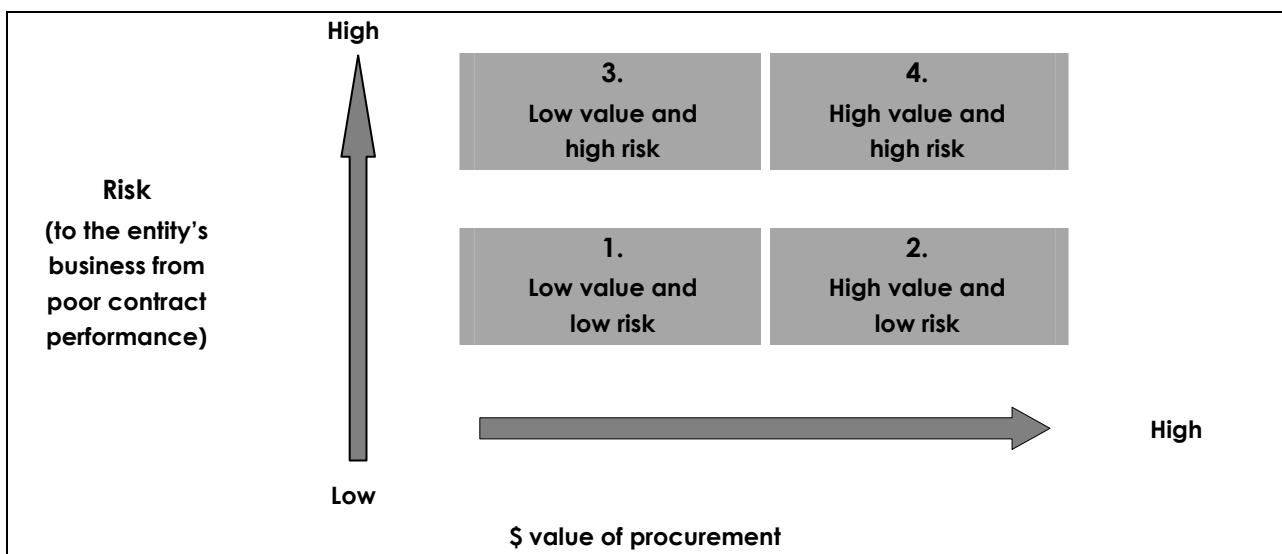 High
3.
Low value and
high risk
4.
High value and
high risk
Risk
(to the entity’s
business from
poor contract
performance)
1.
Low value and
low risk
2.
High value and
low risk
High
Low
$ value of procurement